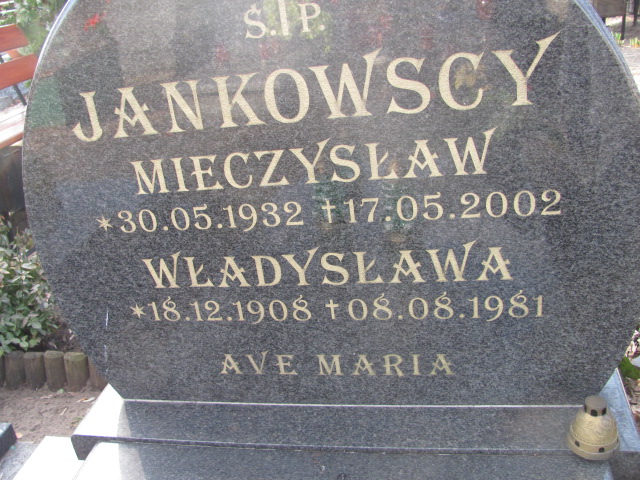 Ś.†P
JANKOWSCY
MIECZYSŁAW
*30.05.1932 †17.05.2002
WŁADYSŁAWA
*18.12.1908 †08.08.1981
AVE MARIA